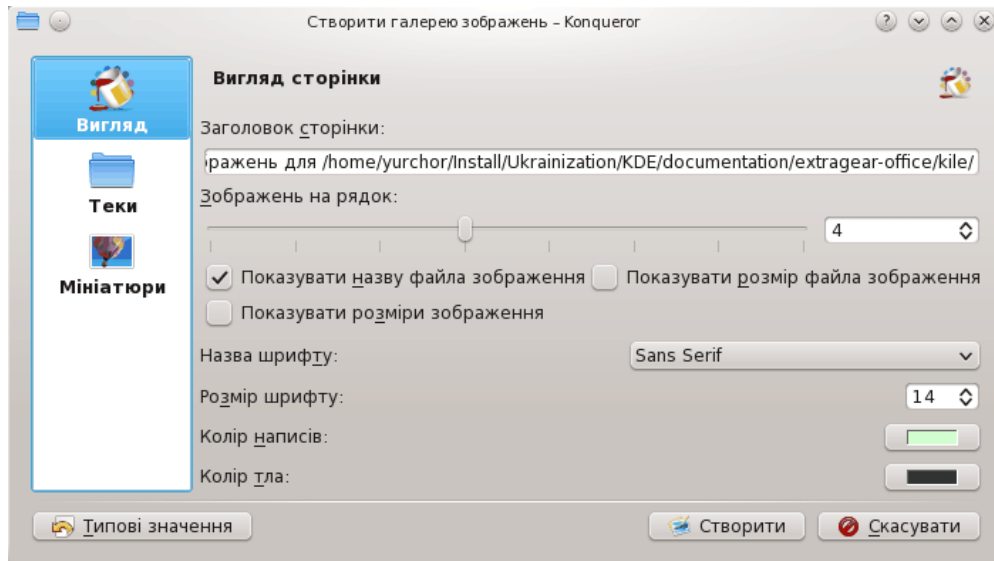 Створити галерею зображень – Konqueror
Вигляд
Теки
Мініатюри
Вигляд сторінки
Заголовок сторінки:
ражень для /home/yurchor/Install/Ukrainization/KDE/documentation/extragear-office/kile/
Зображень на рядок:
4
Показувати назву файла зображення Показувати розмір файла зображення
Показувати розміри зображення
Назва шрифту: Sans Serif
Розмір шрифту: 14
Колір написів:
Колір тла:
Типові значення Створити Скасувати